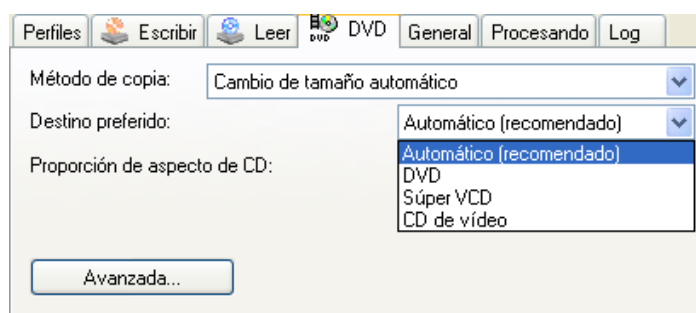 Perfiles Escribir Leer DVD DVD General Procesando Log
Método de copia: Cambio de tamaño automático
Destino preferido: Automático (recomendado)
Automático (recomendado)
Proporción de aspecto de CD:
DVD
Súper VCD
CD de vídeo
Avanzada...